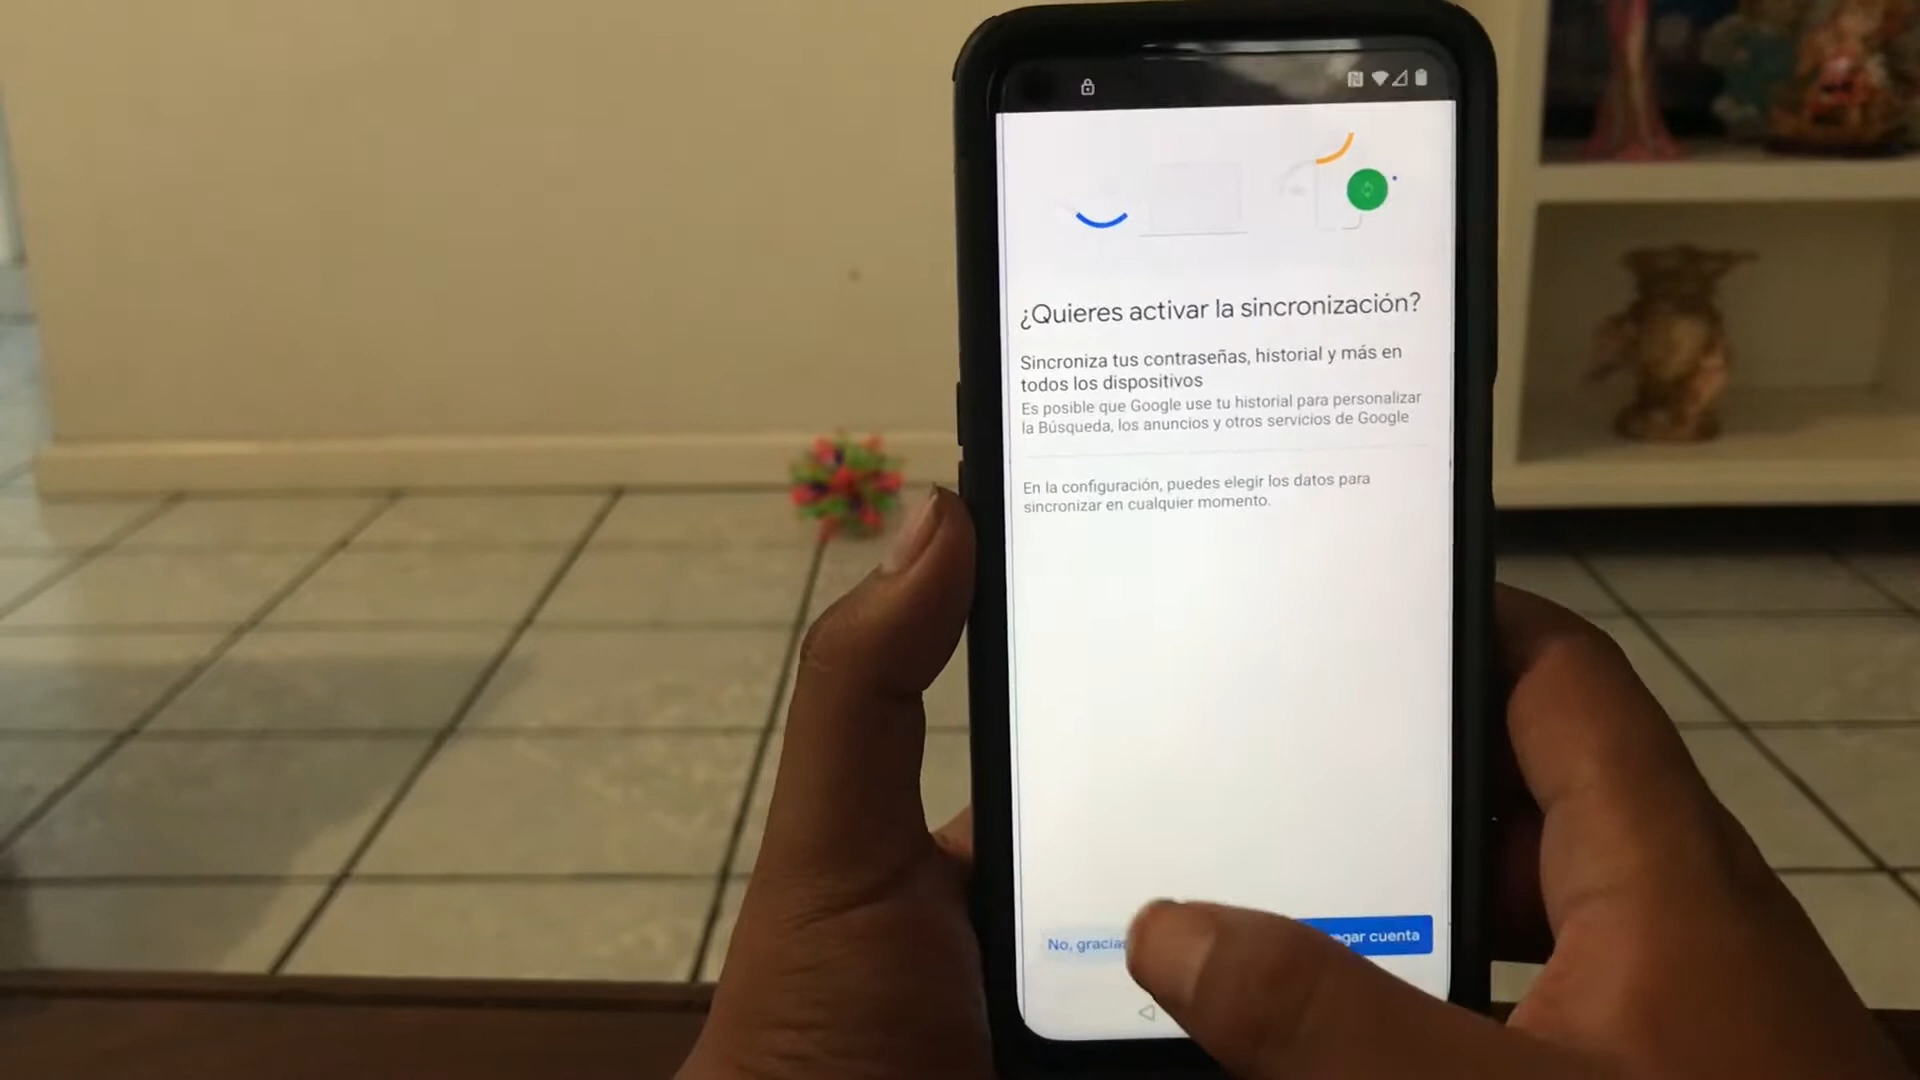 ¿Quieres activar la sincronización?
Sincroniza tus contraseñas, historial y más en
todos los dispositivos
Es posible que Google use tu historial para personalizar
la Búsqueda, los anuncios y otros servicios de Google
En la configuración, puedes elegir los datos para
sincronizar en cualquier momento.
No, gracias
cuenta